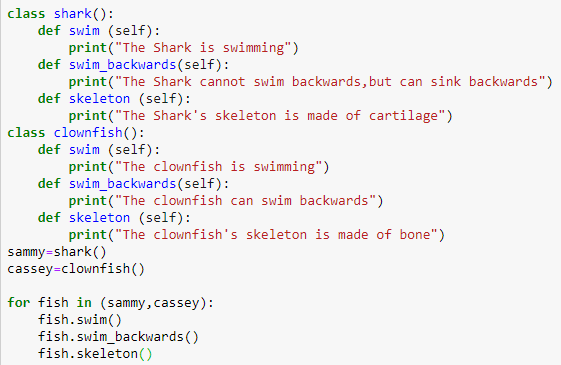 class shark():
    def swim (self):
        print("The Shark is swimming")
    def swim_backwards(self):
        print("The Shark cannot swim backwards,but can sink backwards")
    def skeleton (self):
        print("The Shark's skeleton is made of cartilage")
class clownfish():
    def swim (self):
        print("The clownfish is swimming")
    def swim_backwards(self):
        print("The clownfish can swim backwards")
    def skeleton (self):
        print("The clownfish's skeleton is made of bone")
sammy=shark()
cassey=clownfish()

for fish in (sammy,cassey):
    fish.swim()
    fish.swim_backwards()
    fish.skeleton()